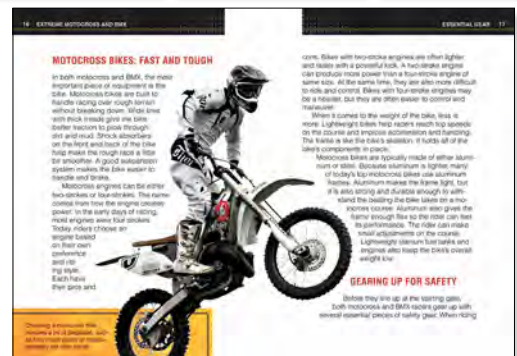 16 EXTREME MOTOCROSS AND BMX
MOTOCROSS BIKES: FAST AND TOUGH
In both motocross and BMX, the most
important piece of equipment is the
bike. Motocross bikes are built to
handle racing over rough terrain
without breaking down. Wide tires
with thick treads give the bike
better traction to plow through
dirt and mud. Shock absorbers
on the front and back of the bike
help make the rough race a little
bit smoother. A good suspension
system makes the bike easier to
handle and brake.
Motocross engines can be either
two-strokes or four-strokes. The name
comes from how the engine creates
power. In the early days of racing,
most engines were four strokes.
Today, riders choose an
engine based
on their own
preference
and rid-
ing style.
Each have
their pros and
ESSENTIAL GEAR 17
cons. Bikes with two-stroke engines are often lighter
and faster with a powerful kick. A two-stroke engine
can produce more power than a four-stroke engine of
same size. At the same time, they are also more difficult
to ride and control. Bikes with four-stroke engines may
be a heavier, but they are often easier to control and
maneuver.
When it comes to the weight of the bike, less is
more. Lightweight bikes help racers reach top speeds
on the course and improve acceleration and handling.
The frame is like the bike's skeleton. It holds all of the
bike's components in place.
Motocross bikes are typically made of either alumi-
num or steel. Because aluminum is lighter, many
of today's top motocross bikes use aluminum
frames. Aluminum makes the frame light, but
it is also strong and durable enough to with-
stand the beating the bike takes on a mo-
tocross course. Aluminum also gives the
frame enough flex so the rider can feel
its performance. The rider can make
small adjustments on the course.
Lightweight titanium fuel tanks and
engines also keep the bike's overall
weight low.
GEARING UP FOR SAFETY
Before they line up at the starting gate,
both motocross and BMX racers gear up with
several essential pieces of safety gear. When riding